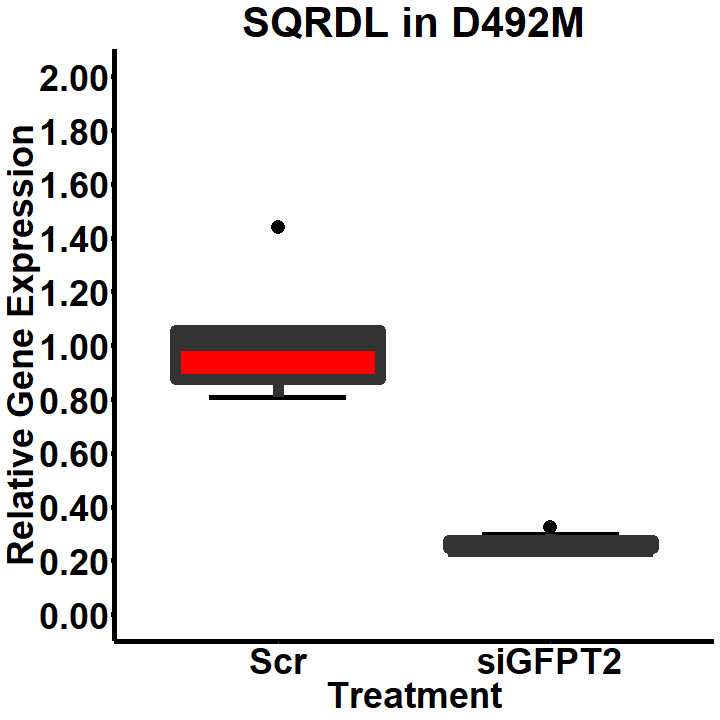 SQRDL in D492M
Relative Gene Expression
2.00
1.80
1.60
1.40
1.20
1.00
0.80
0.60
0.40
0.20
0.00
Scr
siGFPT2
Treatment